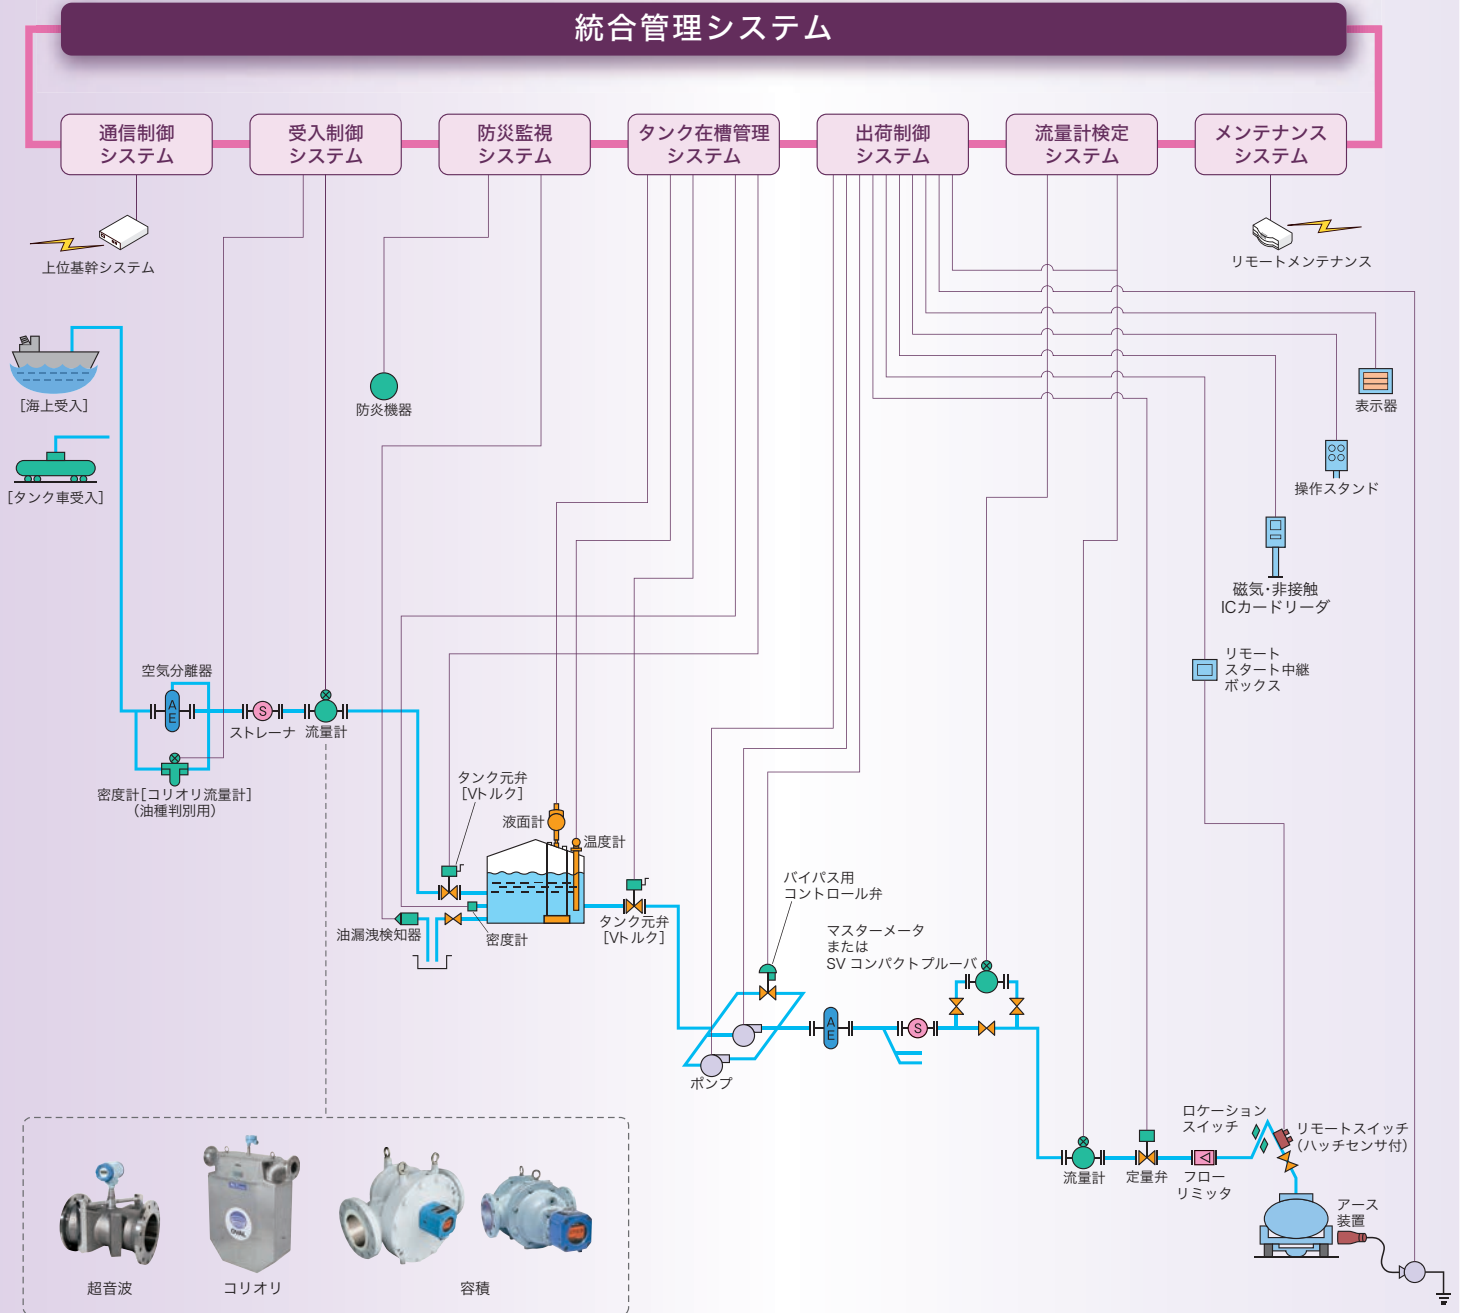 統合管理システム
通信制御
システム
受入制御
システム
防災監視
システム
タンク在槽管理
システム
出荷制御
システム
流量計検定
システム
メンテナンス
システム
上位基幹システム
リモートメンテナンス
[海上受入]
[タンク車受入]
防炎機器
表示器
操作スタンド
磁気・非接触
ICカードリーダ
リモート
スタート中継
ボックス
空気分離器
A
E
S
ストレーナ
流量計
密度計[コリオリ流量計]
(油種判別用)
タンク元弁
[Vトルク]
液面計
温度計
油漏洩検知器
密度計
タンク元弁
[Vトルク]
バイパス用
コントロール弁
マスターメータ
または
SV コンパクトプルーバ
A
E
S
ポンプ
ロケーション
スイッチ
リモートスイッチ
(ハッチセンサ付)
流量計
定量弁
フロー
リミッタ
アース
装置
OVAL
超音波
コリオリ
容積